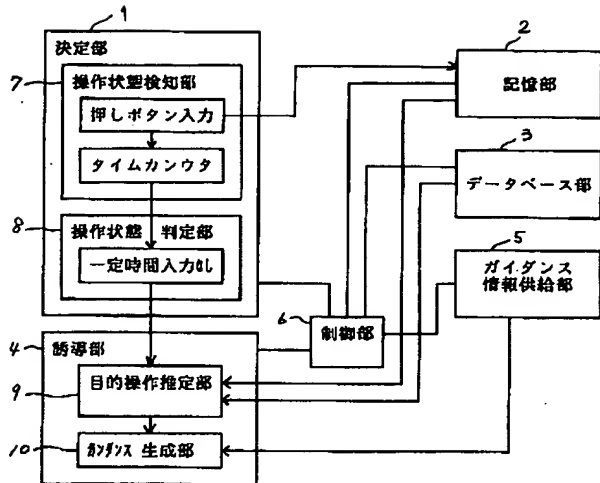 1
決定部
7
操作状態検知部
押しボタン入力
タイムカンウタ
8
操作状態 判定部
一定時間入力なし
2
記憶部
3
データベース部
5
ガイダンス
情報供給部
6
制御部
4
誘導部
9
目的操作推定部
10
ガンダンス 生成部